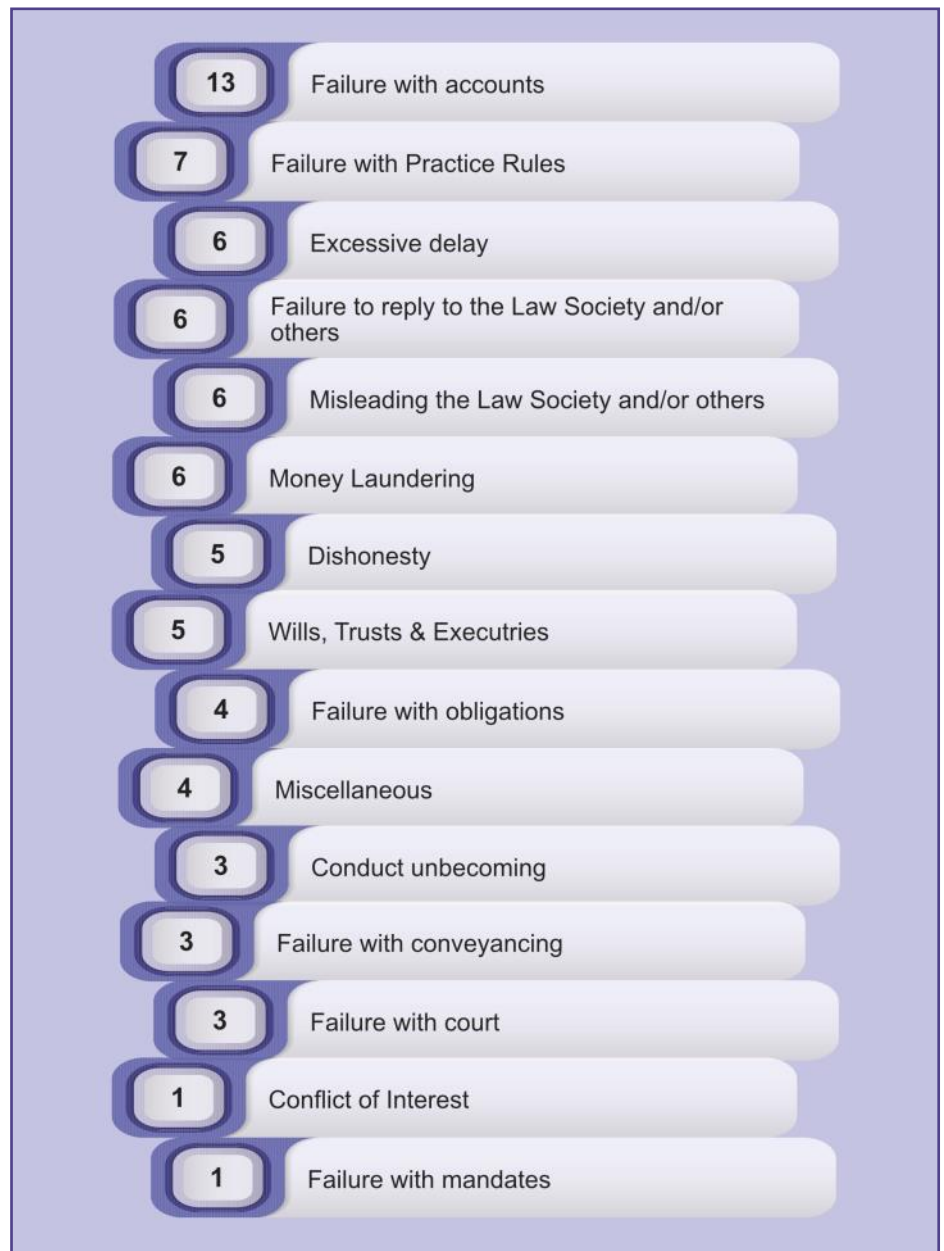 13 Failure with accounts
7 Failure with Practice Rules
6 Excessive delay
6 Failure to reply to the Law Society and/or
others
6 Misleading the Law Society and/or others
6 Money Laundering
5 Dishonesty
5 Wills, Trusts & Executries
4 Failure with obligations
4 Miscellaneous
3 Conduct unbecoming
3 Failure with conveyancing
3 Failure with court
1 Conflict of Interest
1 Failure with mandates